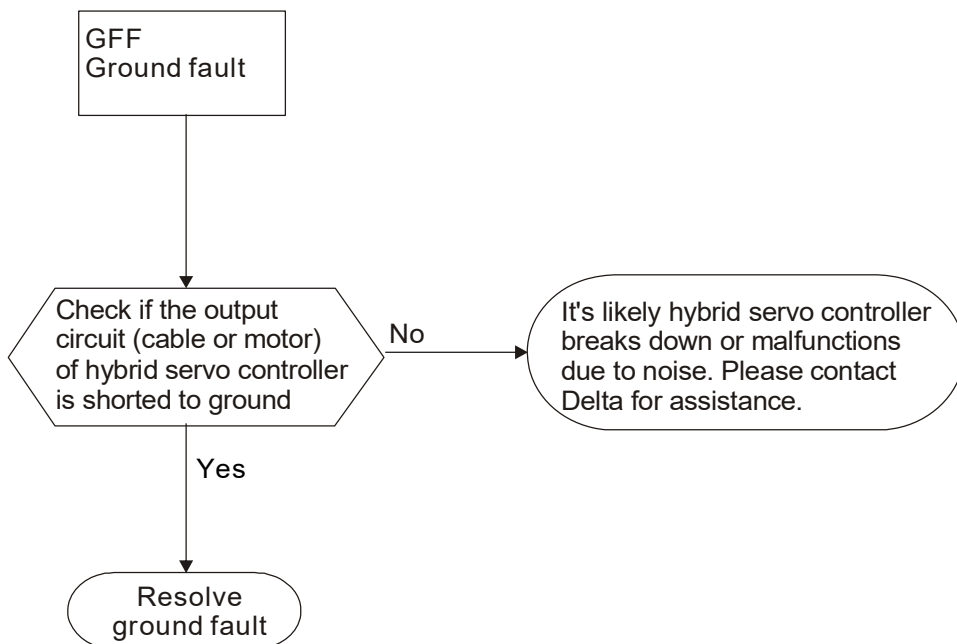 GFF
Ground fault
Check if the output
circuit (cable or motor)
of hybrid servo controller
is shorted to ground
No
It's likely hybrid servo controller
breaks down or malfunctions
due to noise. Please contact
Delta for assistance.
Yes
Resolve
ground fault